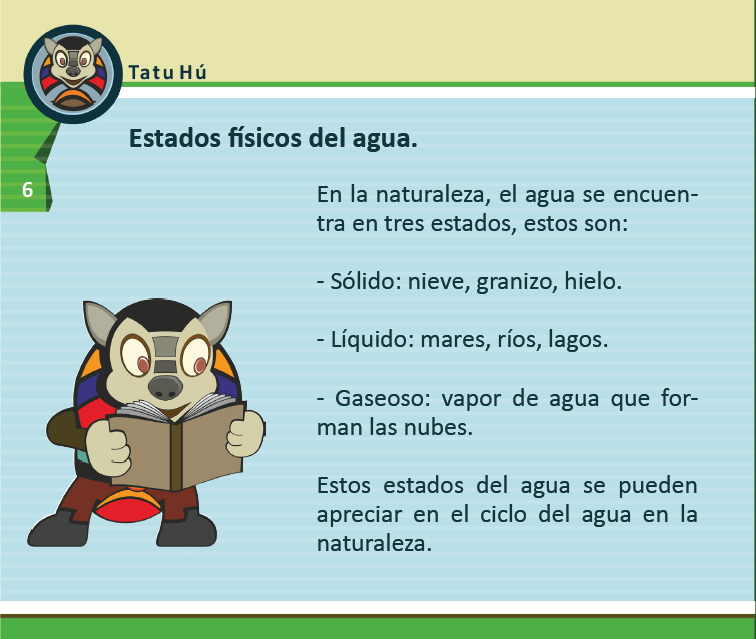 Tatu Hú
Estados físicos del agua.
6
En la naturaleza, el agua se encuen-
tra en tres estados, estos son:
- Sólido: nieve, granizo, hielo.
- Líquido: mares, ríos, lagos.
- Gaseoso: vapor de agua que for-
man las nubes.
Estos estados del agua se pueden
apreciar en el ciclo del agua en la
naturaleza.